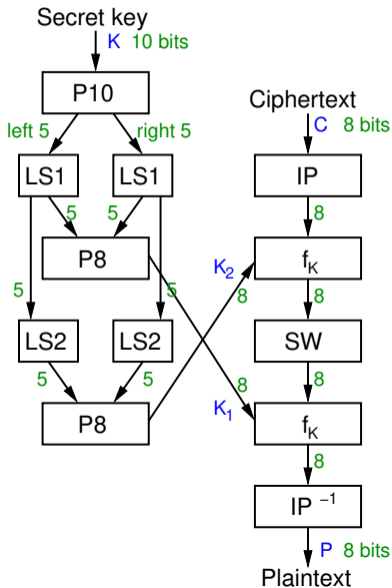 Secret key
K 10 bits
P10
left 5 right 5
LS1 LS1
5 5
P8
5 5
LS2 LS2
5 5
P8
Ciphertext
C 8 bits
IP
8
K2 8
fK
8
SW
8
8 K1
fK
8
IP −1
P 8 bits
Plaintext